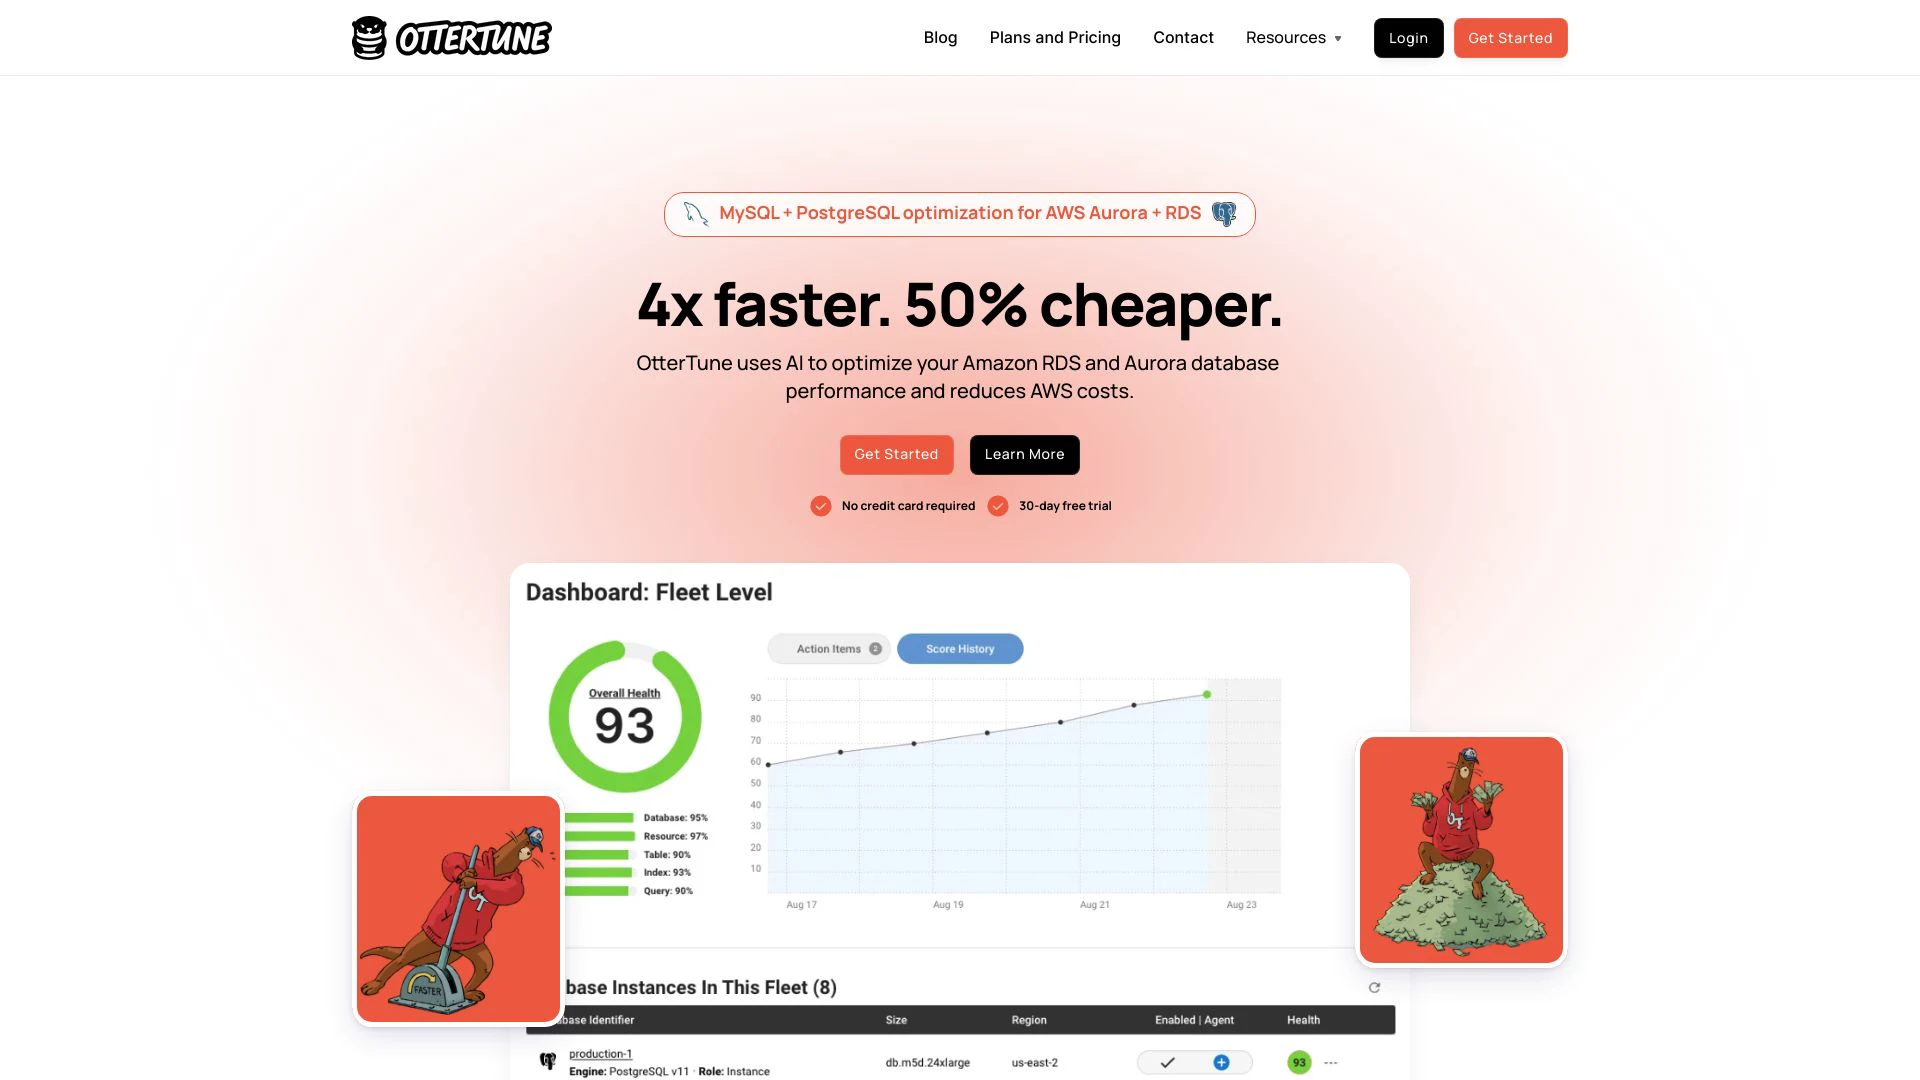 OTTERTUNE
Blog
Plans and Pricing
Contact
Resources
Login
Get Started
MySQL + PostgreSQL optimization for AWS Aurora + RDS
4x faster. 50% cheaper.
OtterTune uses AI to optimize your Amazon RDS and Aurora database
performance and reduces AWS costs.
Get Started
Learn More
No credit card required
30-day free trial
Dashboard: Fleet Level
Overall Health
93
Action Items 2
Score History
90
80
70
60
50
40
30
20
10
Aug 17
Aug 19
Aug 21
Aug 23
Database: 95%
Resource: 97%
Table: 90%
Index: 93%
Query: 90%
FASTER
OT
base Instances In This Fleet (8)
base Identifier
Size
Region
Enabled | Agent
Health
production-1
Engine: PostgreSQL v11 · Role: Instance
db.m5d.24xlarge
us-east-2
93
---